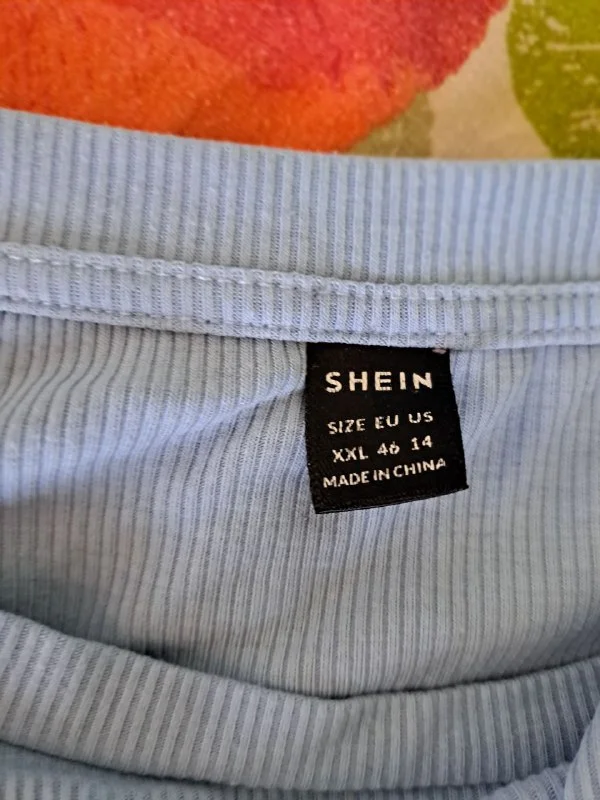 SHEIN
SIZE EU US
XXL 46 14
MADE IN CHINA